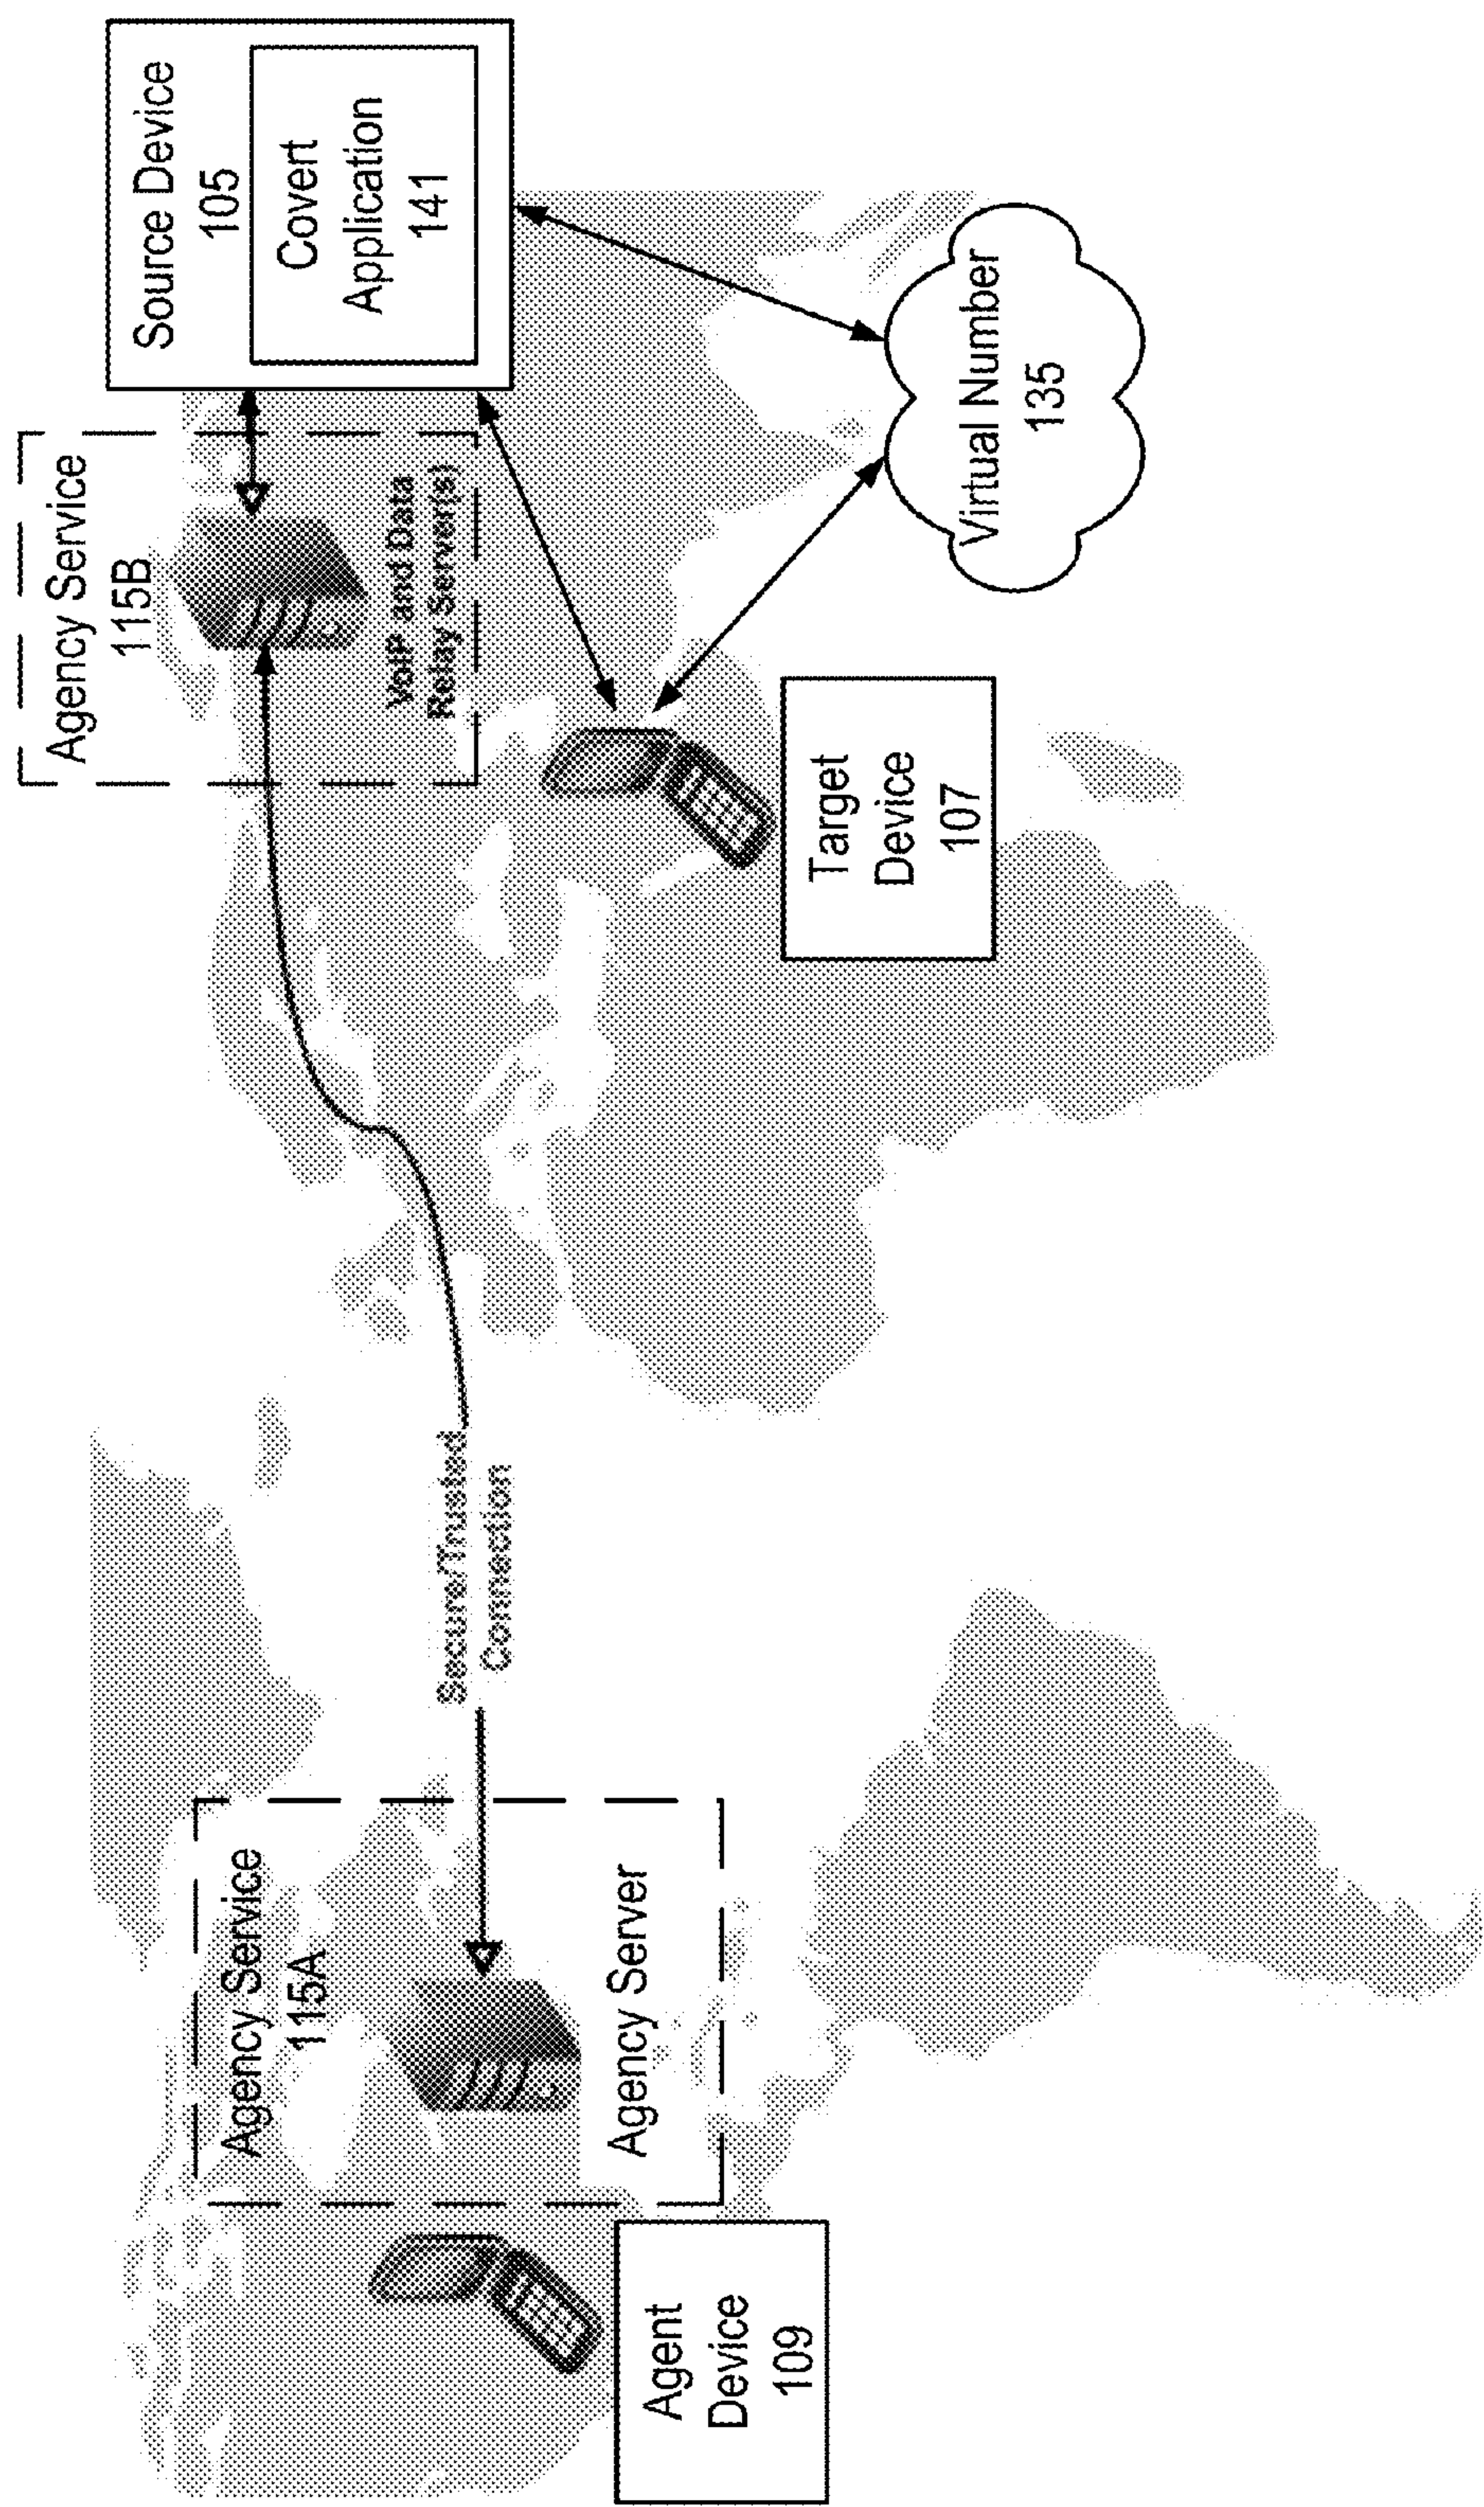 Agency Service
115A
Agency Server
Agent
Device
109
Secure/Trusted
Connection
Agency Service
115B
VoIP and Data
Relay Server(s)
Source Device
105
Covert
Application
141
Target
Device
107
Virtual Number
135